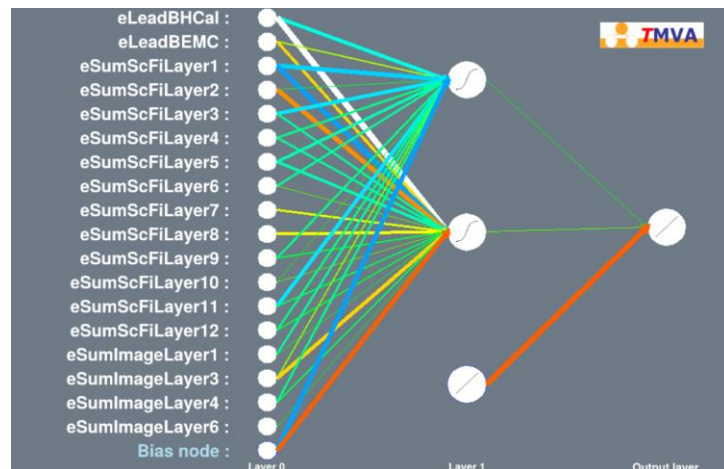 eLeadBHCal :
eLeadBEMC :
eSumScFiLayer1 :
eSumScFiLayer2 :
eSumScFiLayer3 :
eSumScFiLayer4 :
eSumScFiLayer5 :
eSumScFiLayer6 :
eSumScFiLayer7 :
eSumScFiLayer8 :
eSumScFiLayer9 :
eSumScFiLayer10 :
eSumScFiLayer11 :
eSumScFiLayer12 :
eSumImageLayer1 :
eSumImageLayer3 :
eSumImageLayer4 :
eSumImageLayer6 :
Bias node :
TMVA
Layer 0
Layer 1
Output layer